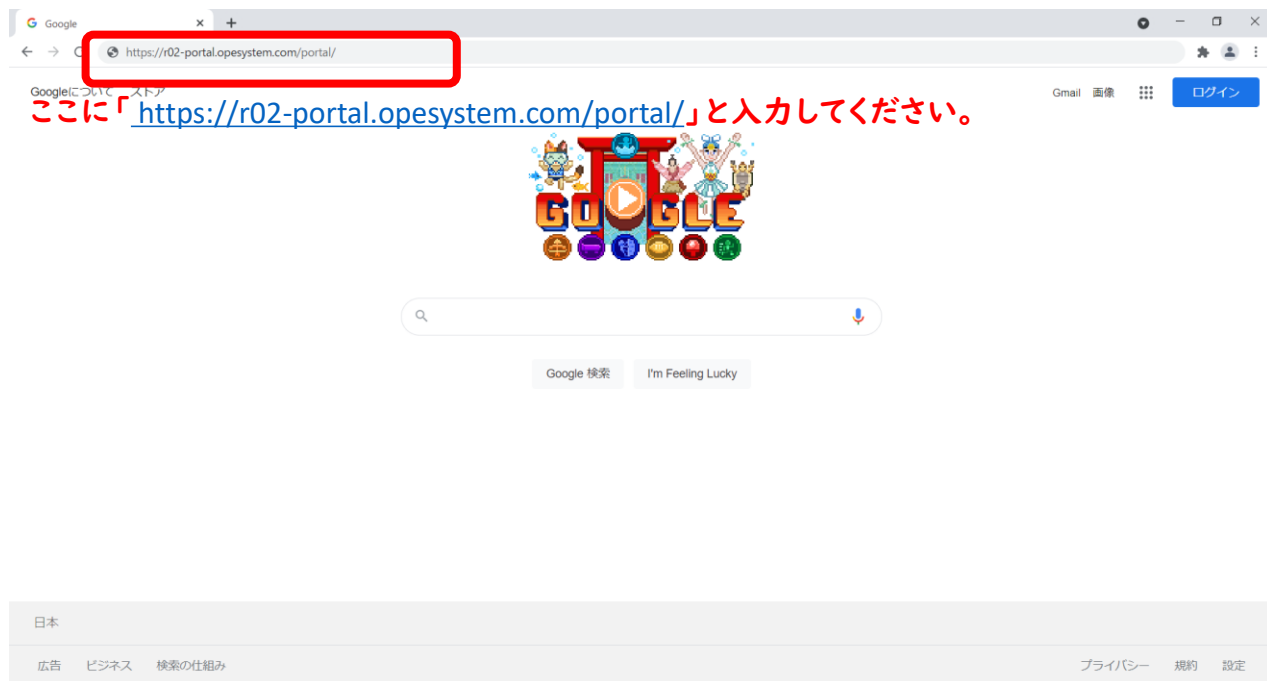 Google
https://r02-portal.opesystem.com/portal/
Googleについて ストア
Gmail 画像 ログイン
ここに「 https://r02-portal.opesystem.com/portal/」と入力してください。
GOOGLE
Google 検索 I'm Feeling Lucky
日本
広告 ビジネス 検索の仕組み プライバシー 規約 設定